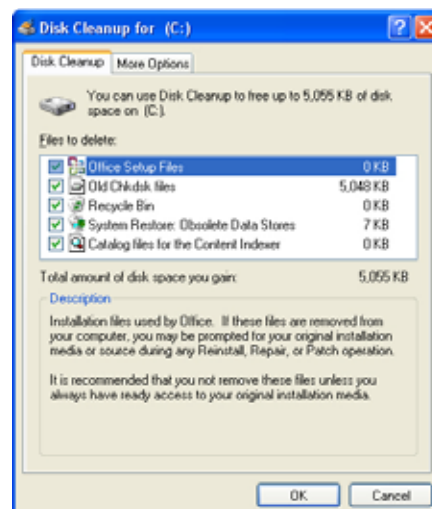 Disk Cleanup for (C:)
Disk Cleanup More Options
You can use Disk Cleanup to free up to 5,055 KB of disk
space on (C:).
Files to delete:
Office Setup Files 0 KB
Old Chkdsk files 5,048 KB
Recycle Bin 0 KB
System Restore: Obsolete Data Stores 7 KB
Catalog files for the Content Indexer 0 KB
Total amount of disk space you gain: 5,055 KB
Description
Installation files used by Office. If these files are removed from
your computer, you may be prompted for your original installation
media or source during any Reinstall, Repair, or Patch operation.
It is recommended that you not remove these files unless you
always have ready access to your original installation media.
OK Cancel